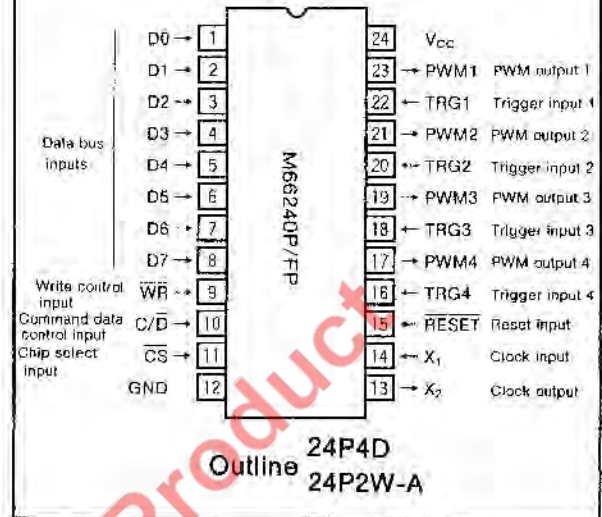 D0 → 1 24 VCC
D1 → 2 23 → PWM1 PWM output 1
D2 → 3 22 ← TRG1 Trigger input 1
D3 → 4 21 → PWM2 PWM output 2
Data bus
inputs
D4 → 5 20 ← TRG2 Trigger input 2
D5 → 6 19 → PWM3 PWM output 3
D6 → 7 18 ← TRG3 Trigger input 3
D7 → 8 17 → PWM4 PWM output 4
M66240P/FP
Write control
input
WR → 9 16 ← TRG4 Trigger input 4
Command data
control input
C/D → 10 15 ← RESET Reset input
Chip select
input
CS → 11 14 ← X1 Clock input
GND 12 13 → X2 Clock output
Outline 24P4D
24P2W-A
Product